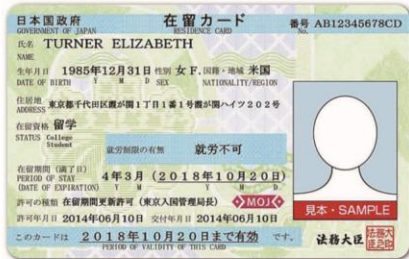 日本国政府 在留カード 番号 AB12345678CD
GOVERNMENT OF JAPAN RESIDENCE CARD No.
氏名 TURNER ELIZABETH
NAME
生年月日 1985年12月31日 性別 女 F. 国籍・地域 米国
DATE OF BIRTH Y M D SEX NATIONALITY/REGION
住居地 東京都千代田区霞が関1丁目1番1号霞が関ハイツ202号
ADDRESS
在留資格 留学
STATUS College Student
就労制限の有無 就労不可
在留期間（満了日） 4年3月（2018年10月20日）
PERIOD OF STAY
(DATE OF EXPIRATION) Y M Y M D
許可の種類 在留期間更新許可（東京入国管理局長） MOJ
見本・SAMPLE
許可年月日 2014年06月10日 交付年月日 2014年06月10日
このカードは 2018年10月20日まで有効 です。
PERIOD OF VALIDITY OF THIS CARD
法務大臣